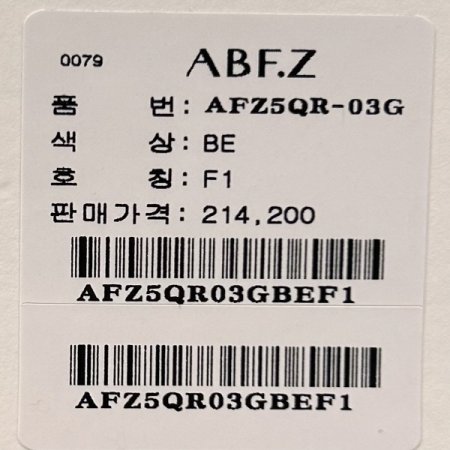 0079 ABF.Z
품 번: AFZ5QR-03G
색 상: BE
호 칭: F1
판매가격: 214,200
AFZ5QR03GBEF1
AFZ5QR03GBEF1